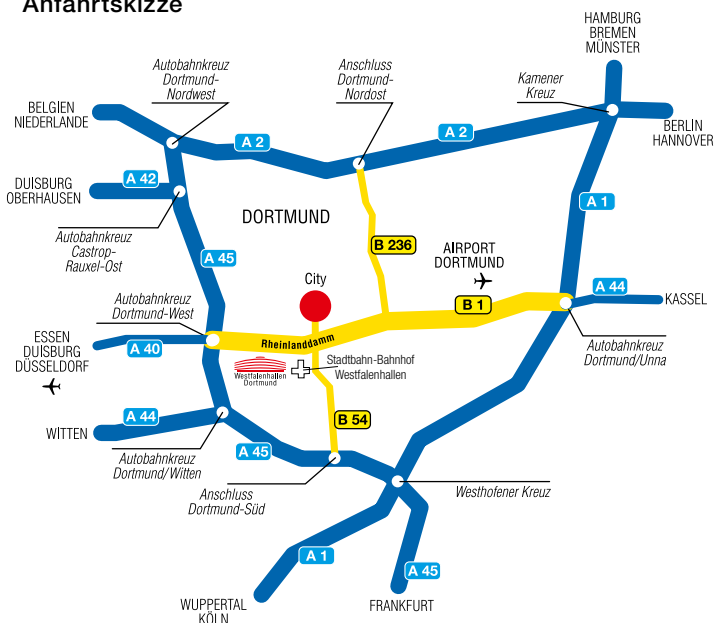 Anfahrtskizze
HAMBURG
BREMEN
MÜNSTER
Autobahnkreuz
Dortmund-
Nordwest
Anschluss
Dortmund-
Nordost
Kamener
Kreuz
BELGIEN
NIEDERLANDE
A 2
A 2
BERLIN
HANNOVER
DUISBURG
OBERHAUSEN
A 42
A 1
DORTMUND
Autobahnkreuz
Castrop-
Rauxel-Ost
A 45
B 236
AIRPORT
DORTMUND
City
A 44
KASSEL
Autobahnkreuz
Dortmund-West
B 1
Rheinlanddamm
ESSEN
DUISBURG
DÜSSELDORF
A 40
Autobahnkreuz
Dortmund/Unna
Westfalenhallen
Dortmund
Stadtbahn-Bahnhof
Westfalenhallen
A 44
WITTEN
B 54
A 45
Autobahnkreuz
Dortmund/Witten
Anschluss
Dortmund-Süd
Westhofener Kreuz
A 1
A 45
WUPPERTAL
KÖLN
FRANKFURT